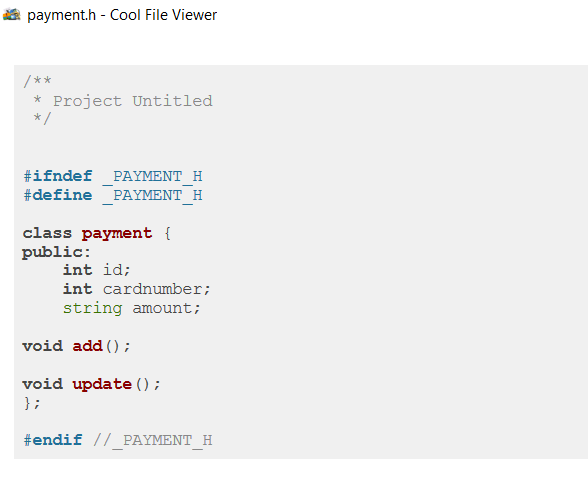 payment.h - Cool File Viewer
/**
 * Project Untitled
 */
#ifndef _PAYMENT_H
#define _PAYMENT_H
class payment {
public:
    int id;
    int cardnumber;
    string amount;
void add();
void update();
};
#endif //_PAYMENT_H